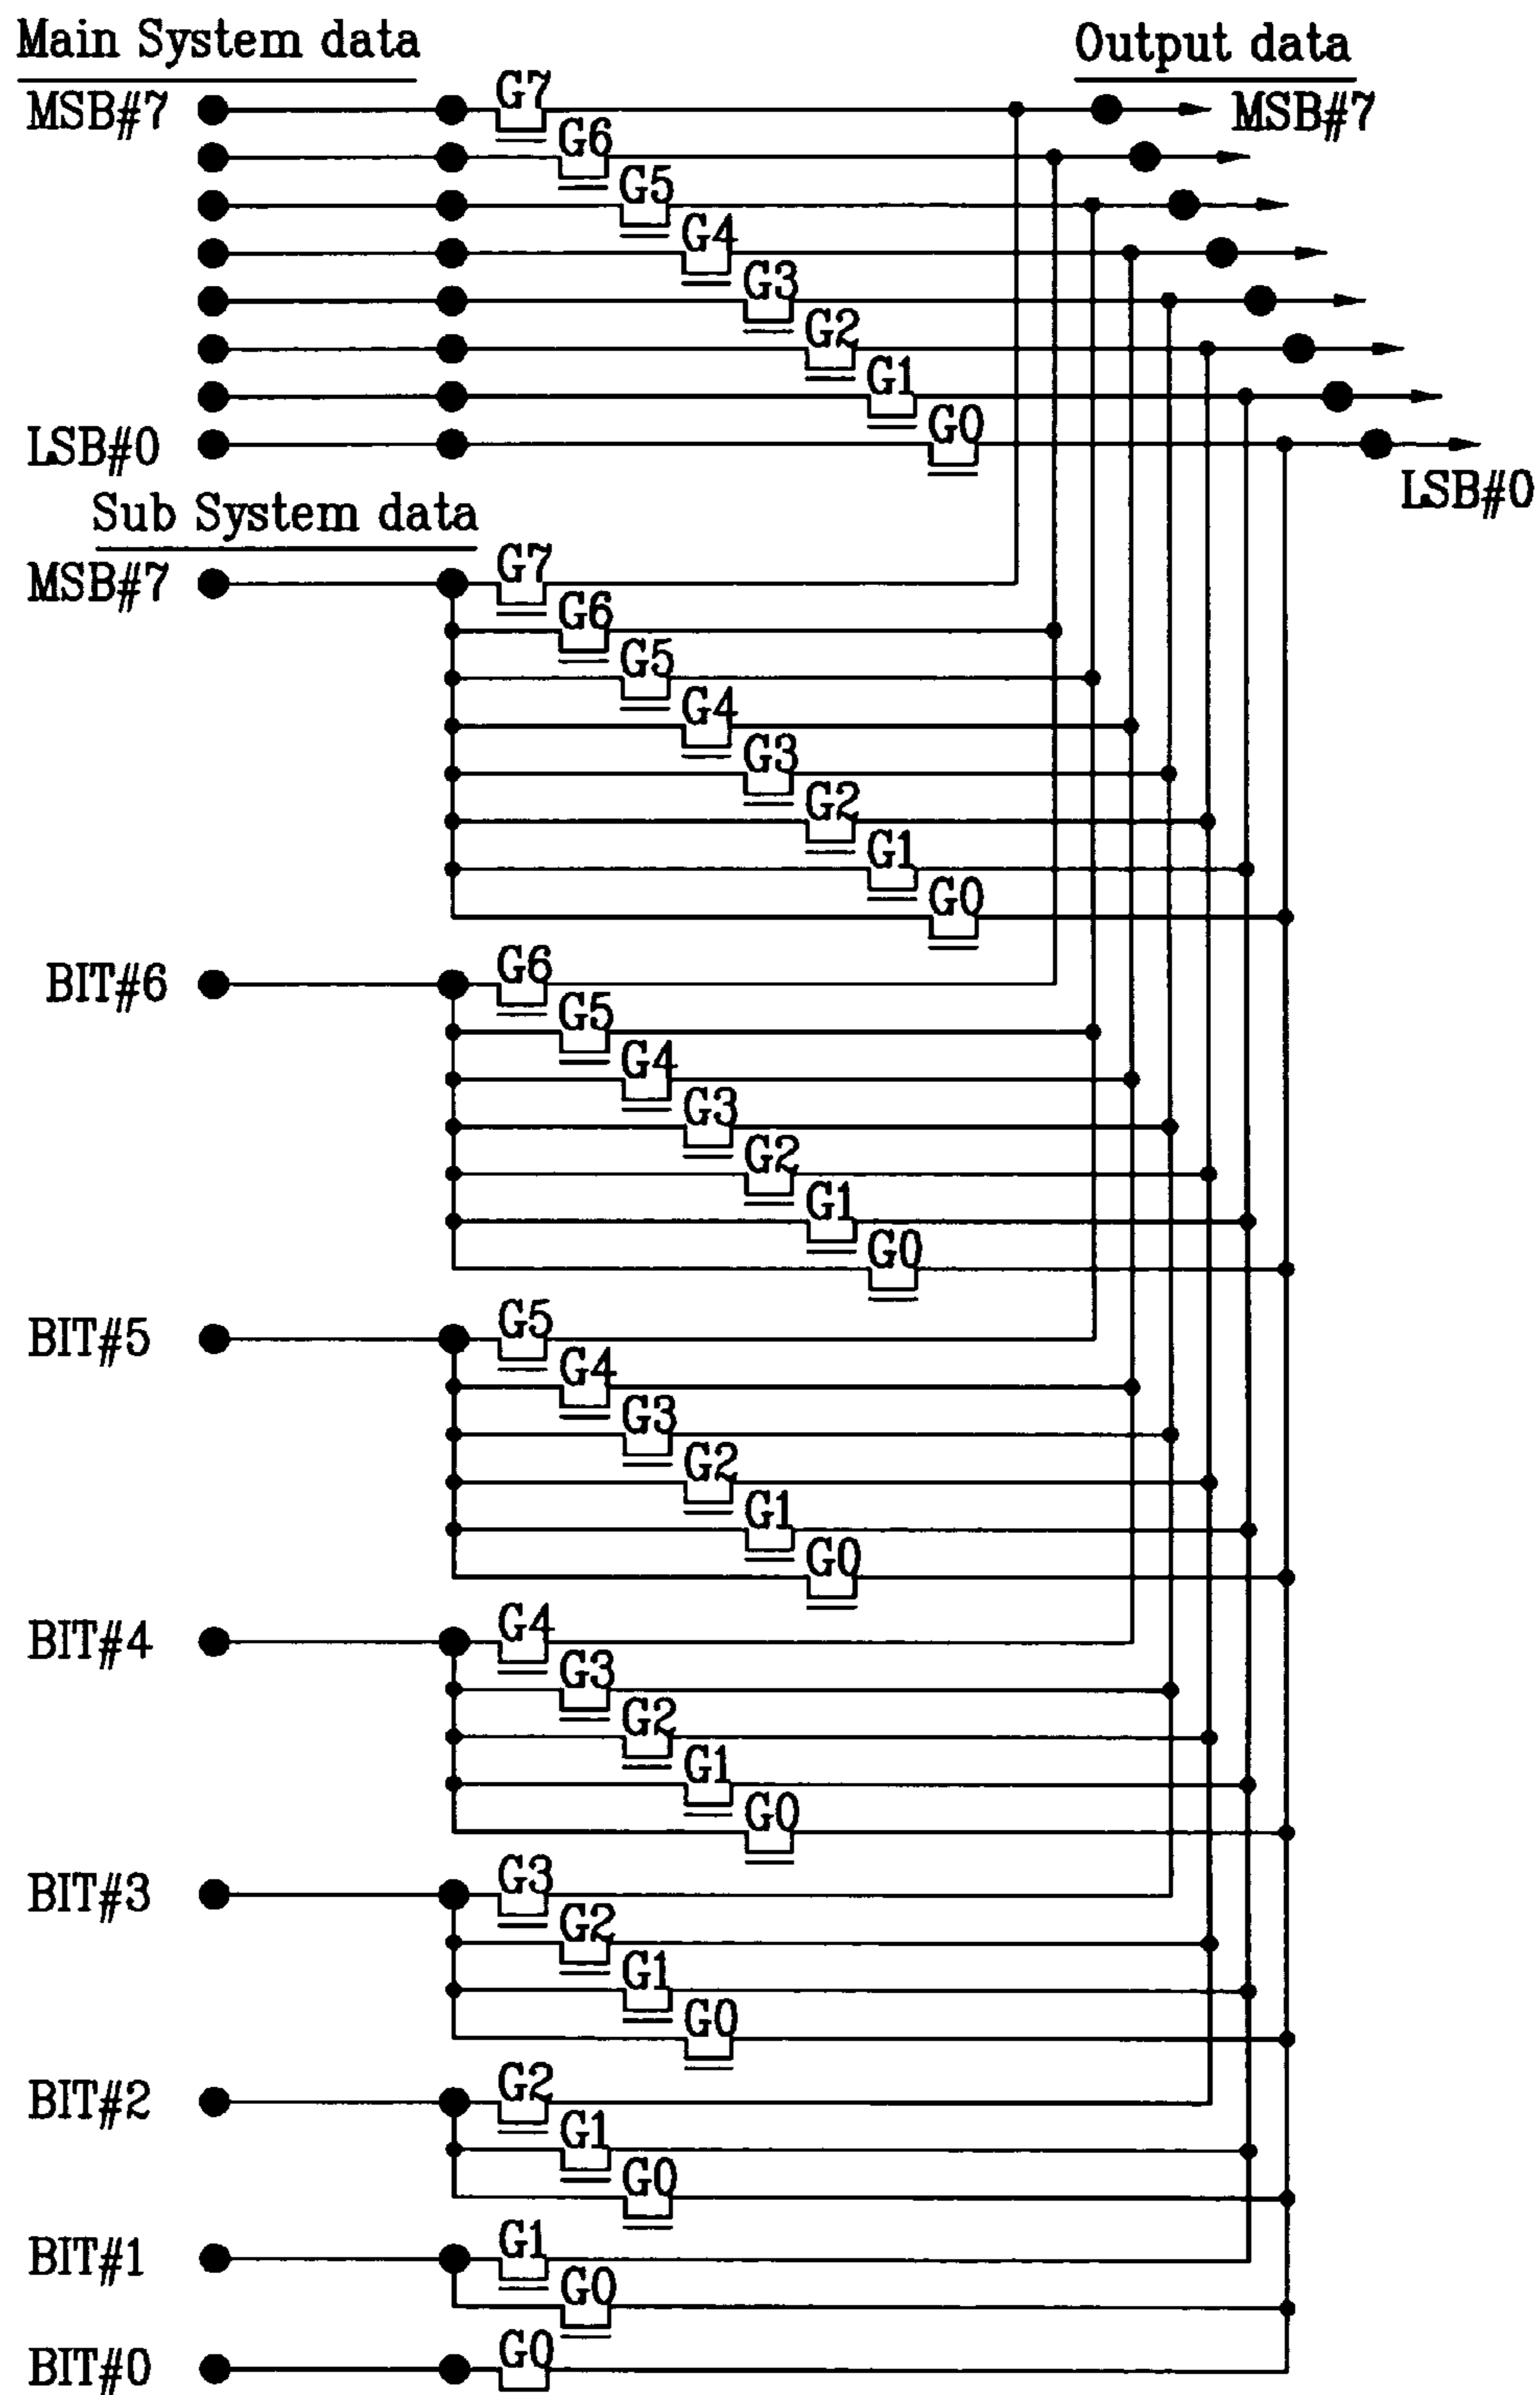 Main System data
Output data
MSB#7
G7
MSB#7
G6
G5
G4
G3
G2
G1
LSB#0
G0
LSB#0
Sub System data
MSB#7
G7
G6
G5
G4
G3
G2
G1
G0
BIT#6
G6
G5
G4
G3
G2
G1
G0
BIT#5
G5
G4
G3
G2
G1
G0
BIT#4
G4
G3
G2
G1
G0
BIT#3
G3
G2
G1
G0
BIT#2
G2
G1
G0
BIT#1
G1
G0
BIT#0
G0